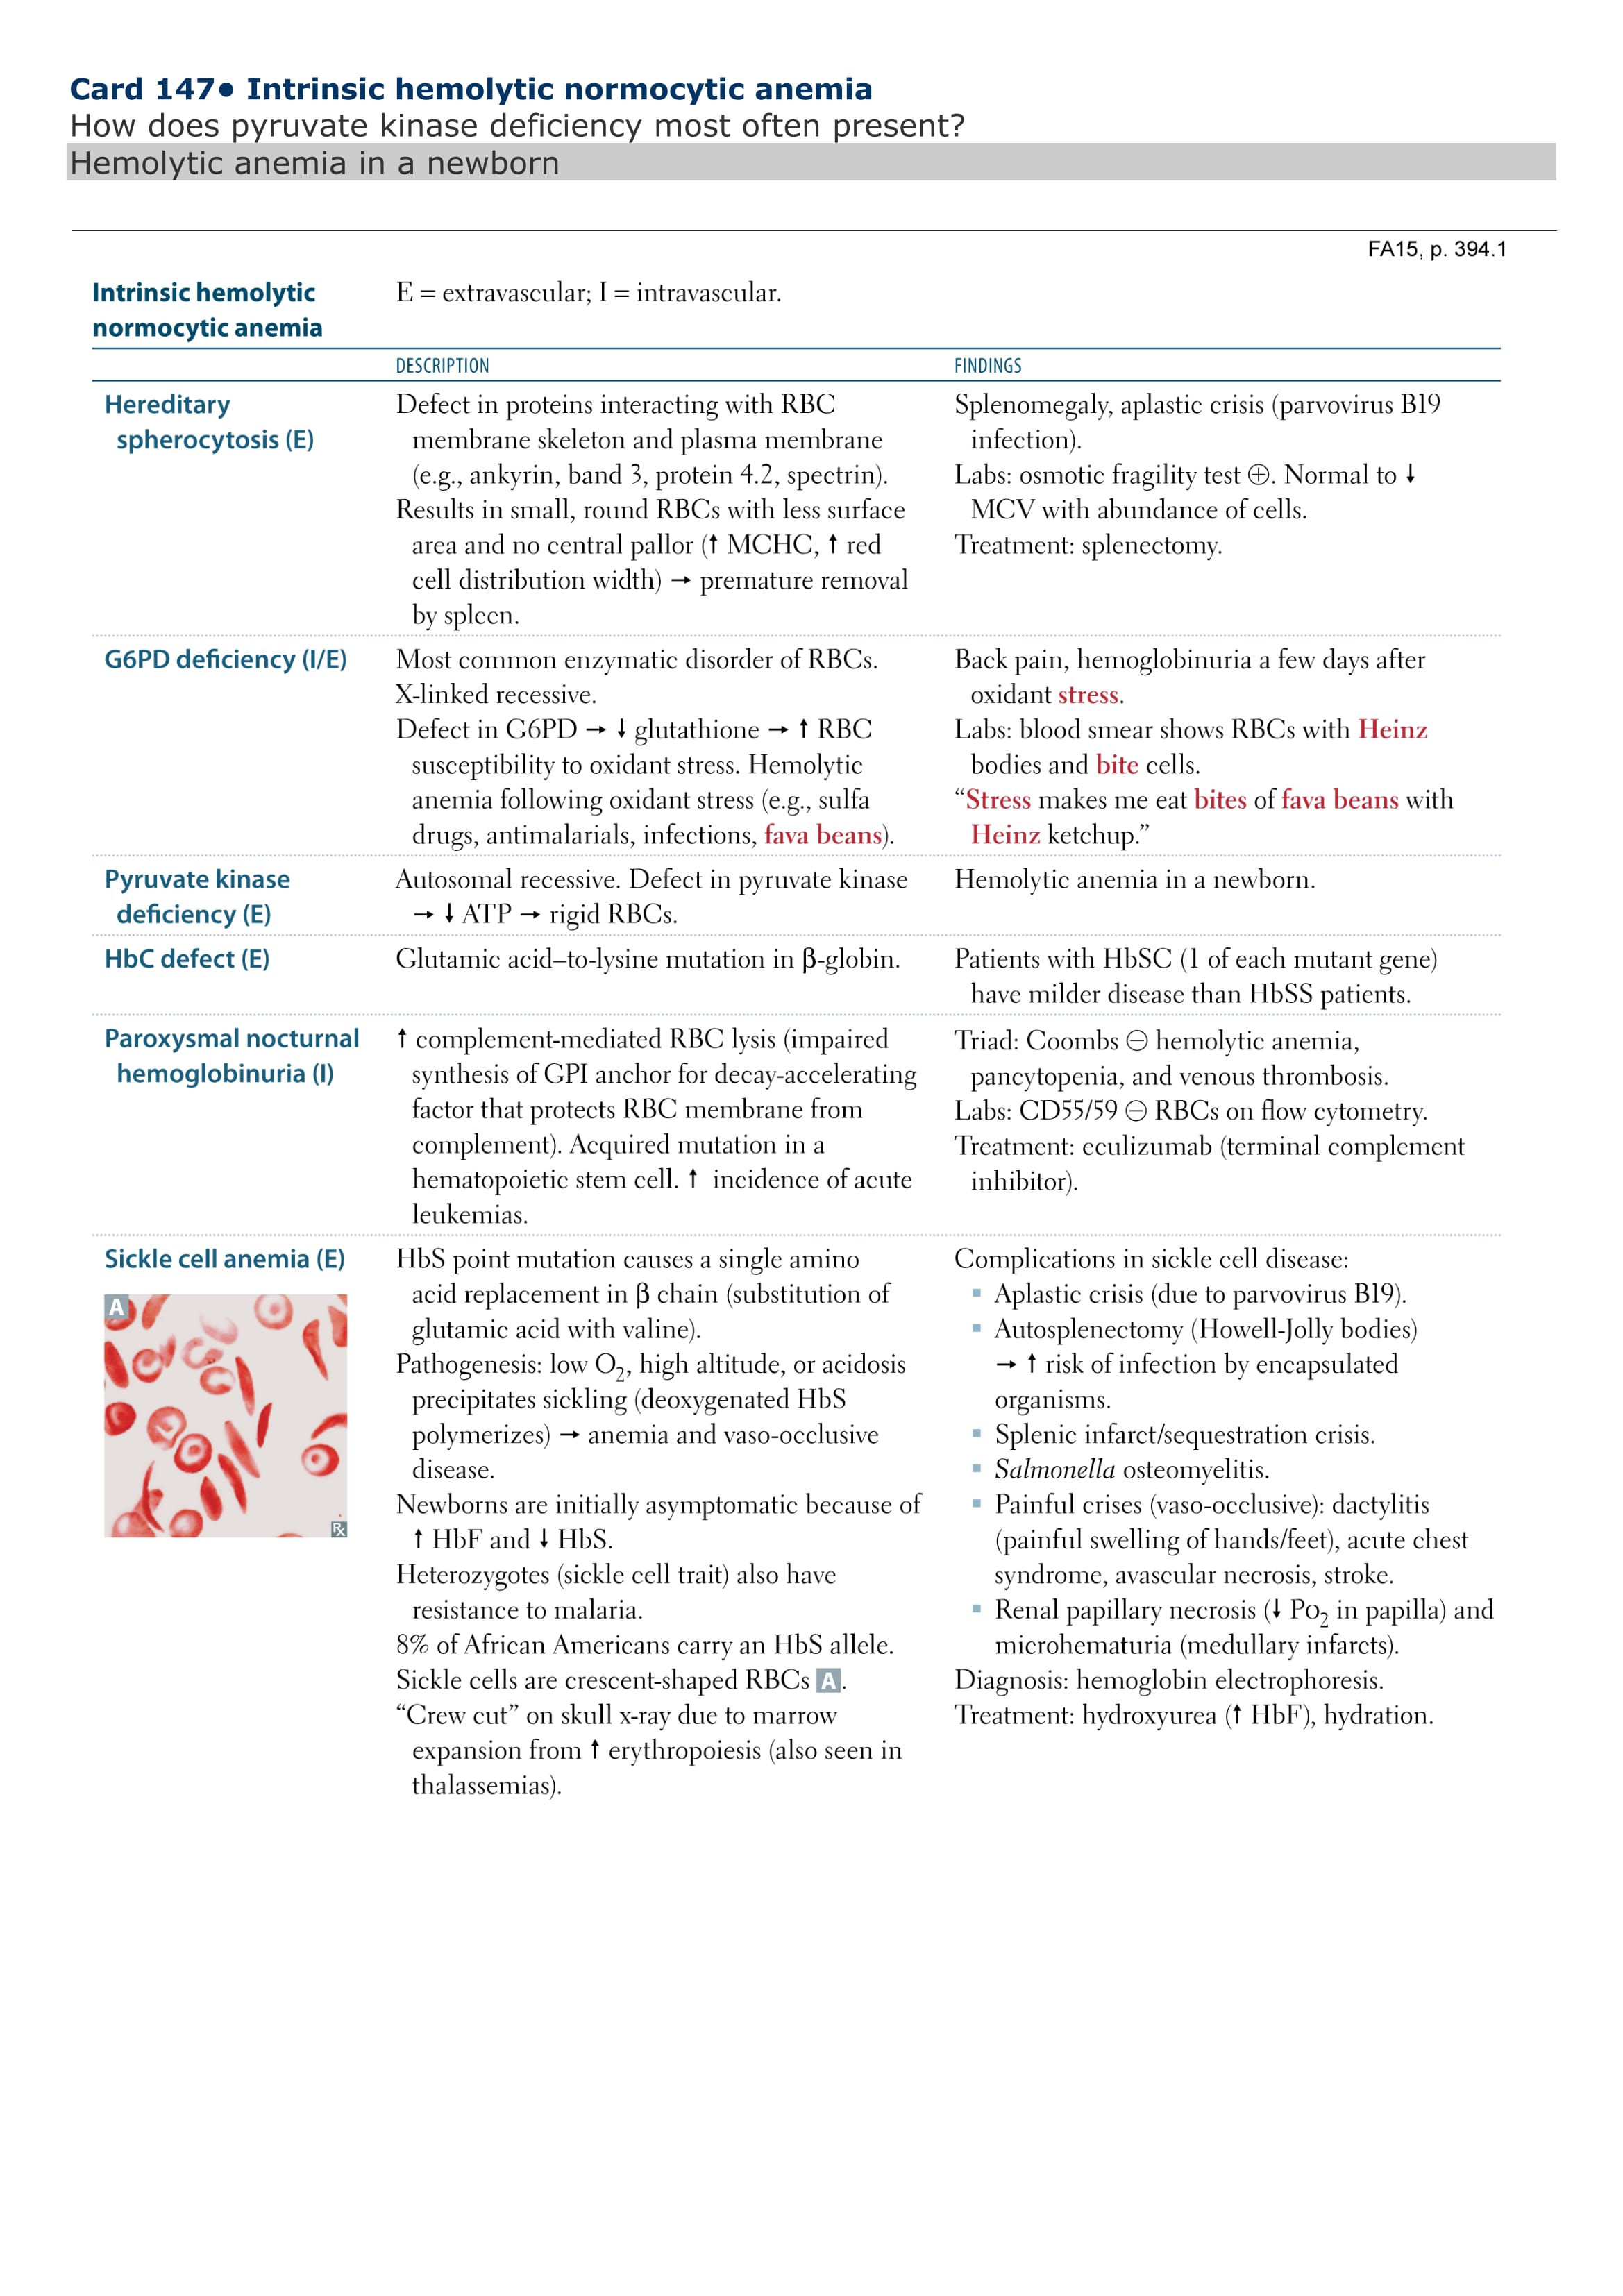 Card 147● Intrinsic hemolytic normocytic anemia
How does pyruvate kinase deficiency most often present?
Hemolytic anemia in a newborn
FA15, p. 394.1
Intrinsic hemolytic
normocytic anemia
E = extravascular; I = intravascular.
DESCRIPTION
FINDINGS
Hereditary
spherocytosis (E)
Defect in proteins interacting with RBC
membrane skeleton and plasma membrane
(e.g., ankyrin, band 3, protein 4.2, spectrin).
Results in small, round RBCs with less surface
area and no central pallor (↑ MCHC, ↑ red
cell distribution width) → premature removal
by spleen.
Splenomegaly, aplastic crisis (parvovirus B19
infection).
Labs: osmotic fragility test ⊕. Normal to ↓
MCV with abundance of cells.
Treatment: splenectomy.
G6PD deficiency (I/E)
Most common enzymatic disorder of RBCs.
X-linked recessive.
Defect in G6PD → ↓ glutathione → ↑ RBC
susceptibility to oxidant stress. Hemolytic
anemia following oxidant stress (e.g., sulfa
drugs, antimalarials, infections, fava beans).
Back pain, hemoglobinuria a few days after
oxidant stress.
Labs: blood smear shows RBCs with Heinz
bodies and bite cells.
“Stress makes me eat bites of fava beans with
Heinz ketchup.”
Pyruvate kinase
deficiency (E)
Autosomal recessive. Defect in pyruvate kinase
→ ↓ ATP → rigid RBCs.
Hemolytic anemia in a newborn.
HbC defect (E)
Glutamic acid–to-lysine mutation in β-globin.
Patients with HbSC (1 of each mutant gene)
have milder disease than HbSS patients.
Paroxysmal nocturnal
hemoglobinuria (I)
↑ complement-mediated RBC lysis (impaired
synthesis of GPI anchor for decay-accelerating
factor that protects RBC membrane from
complement). Acquired mutation in a
hematopoietic stem cell. ↑ incidence of acute
leukemias.
Triad: Coombs ⊖ hemolytic anemia,
pancytopenia, and venous thrombosis.
Labs: CD55/59 ⊖ RBCs on flow cytometry.
Treatment: eculizumab (terminal complement
inhibitor).
Sickle cell anemia (E)
A
℞
HbS point mutation causes a single amino
acid replacement in β chain (substitution of
glutamic acid with valine).
Pathogenesis: low O₂, high altitude, or acidosis
precipitates sickling (deoxygenated HbS
polymerizes) → anemia and vaso-occlusive
disease.
Newborns are initially asymptomatic because of
↑ HbF and ↓ HbS.
Heterozygotes (sickle cell trait) also have
resistance to malaria.
8% of African Americans carry an HbS allele.
Sickle cells are crescent-shaped RBCs A.
“Crew cut” on skull x-ray due to marrow
expansion from ↑ erythropoiesis (also seen in
thalassemias).
Complications in sickle cell disease:
▪ Aplastic crisis (due to parvovirus B19).
▪ Autosplenectomy (Howell-Jolly bodies)
→ ↑ risk of infection by encapsulated
organisms.
▪ Splenic infarct/sequestration crisis.
▪ Salmonella osteomyelitis.
▪ Painful crises (vaso-occlusive): dactylitis
(painful swelling of hands/feet), acute chest
syndrome, avascular necrosis, stroke.
▪ Renal papillary necrosis (↓ Po₂ in papilla) and
microhematuria (medullary infarcts).
Diagnosis: hemoglobin electrophoresis.
Treatment: hydroxyurea (↑ HbF), hydration.